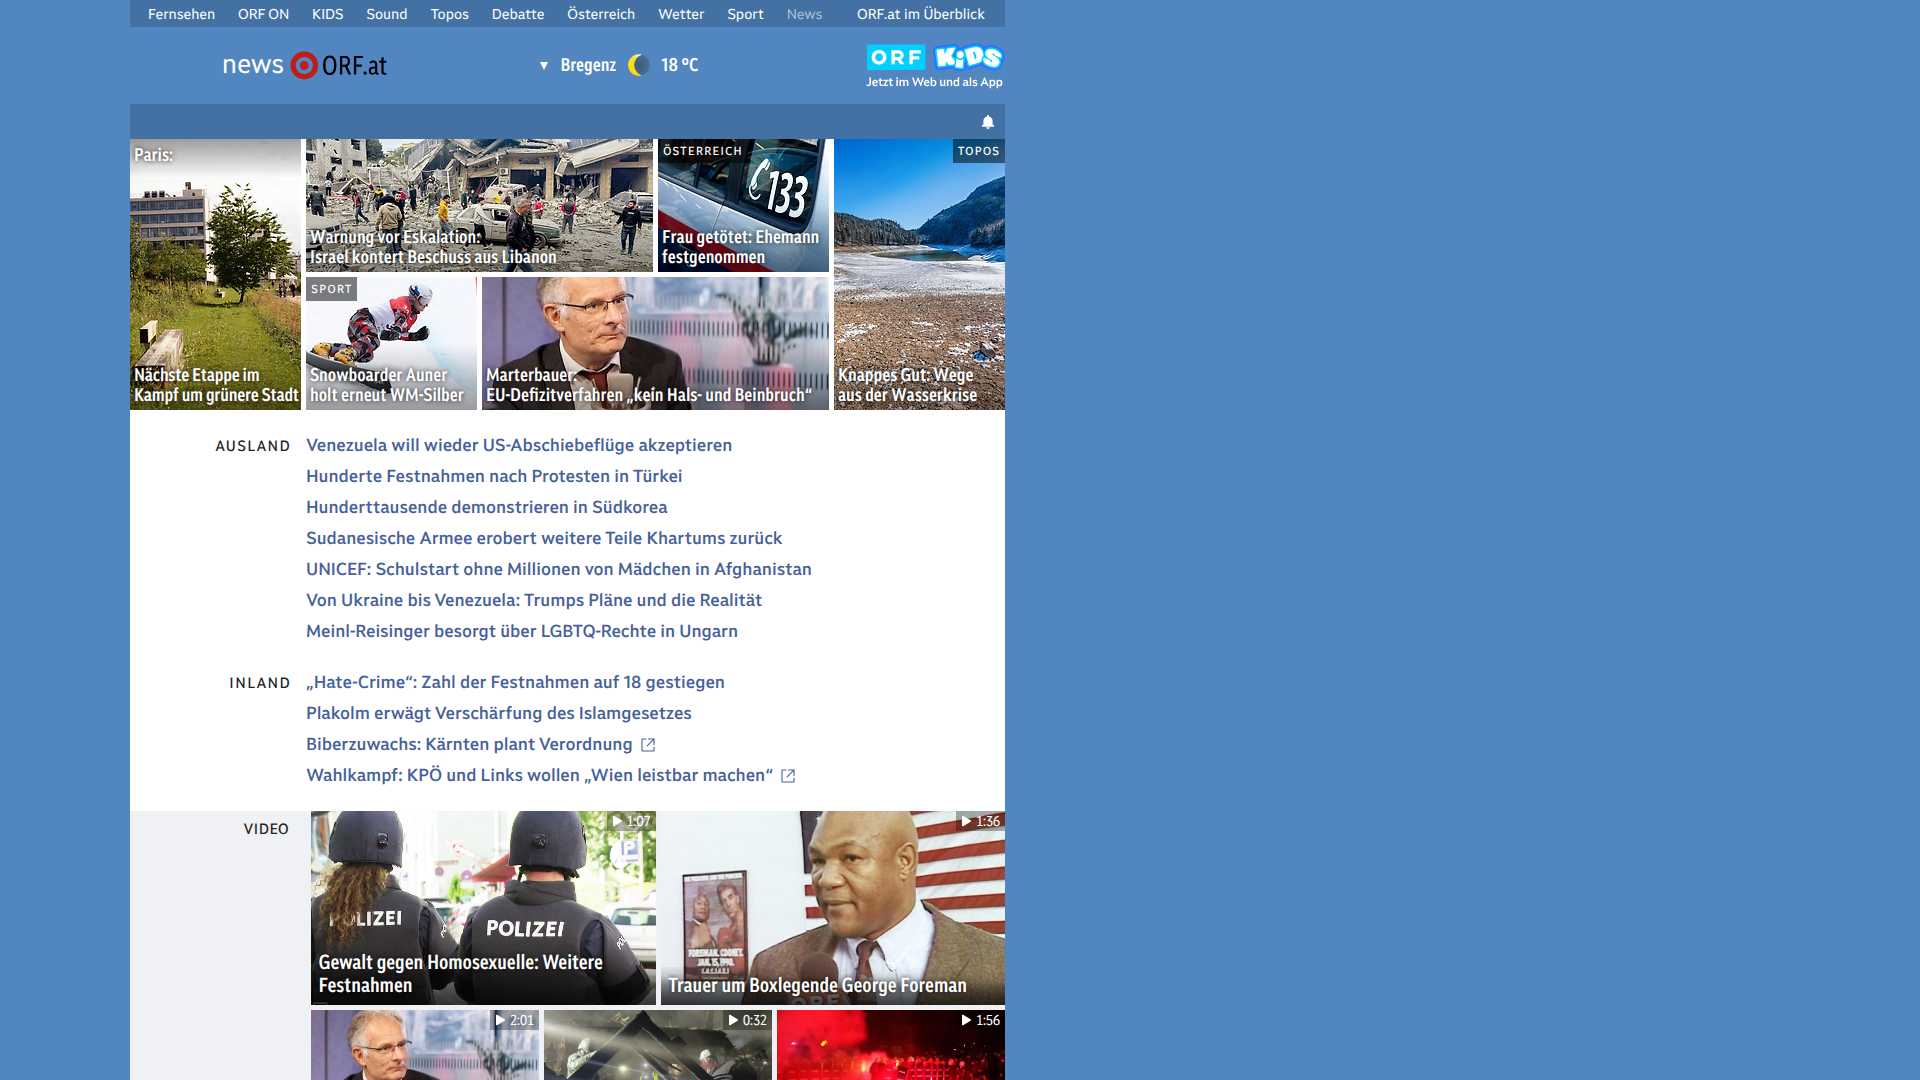 Fernsehen ORF ON KIDS Sound Topos Debatte Österreich Wetter Sport News ORF.at im Überblick
news ORF.at
Bregenz 18 °C
ORF KiDS
Jetzt im Web und als App
Paris:
Nächste Etappe im
Kampf um grünere Stadt
Warnung vor Eskalation:
Israel kontert Beschuss aus Libanon
ÖSTERREICH
133
Frau getötet: Ehemann
festgenommen
TOPOS
Knappes Gut: Wege
aus der Wasserkrise
SPORT
Snowboarder Auner
holt erneut WM-Silber
Marterbauer:
EU-Defizitverfahren „kein Hals- und Beinbruch“
AUSLAND
Venezuela will wieder US-Abschiebeflüge akzeptieren
Hunderte Festnahmen nach Protesten in Türkei
Hunderttausende demonstrieren in Südkorea
Sudanesische Armee erobert weitere Teile Khartums zurück
UNICEF: Schulstart ohne Millionen von Mädchen in Afghanistan
Von Ukraine bis Venezuela: Trumps Pläne und die Realität
Meinl-Reisinger besorgt über LGBTQ-Rechte in Ungarn
INLAND
„Hate-Crime“: Zahl der Festnahmen auf 18 gestiegen
Plakolm erwägt Verschärfung des Islamgesetzes
Biberzuwachs: Kärnten plant Verordnung
Wahlkampf: KPÖ und Links wollen „Wien leistbar machen“
VIDEO
1:07
P
POLIZEI
POLIZEI
Gewalt gegen Homosexuelle: Weitere
Festnahmen
1:36
FOREMAN. COONEY.
JAN. 15, 1990.
CAESARS
ORF
Trauer um Boxlegende George Foreman
2:01
0:32
1:56